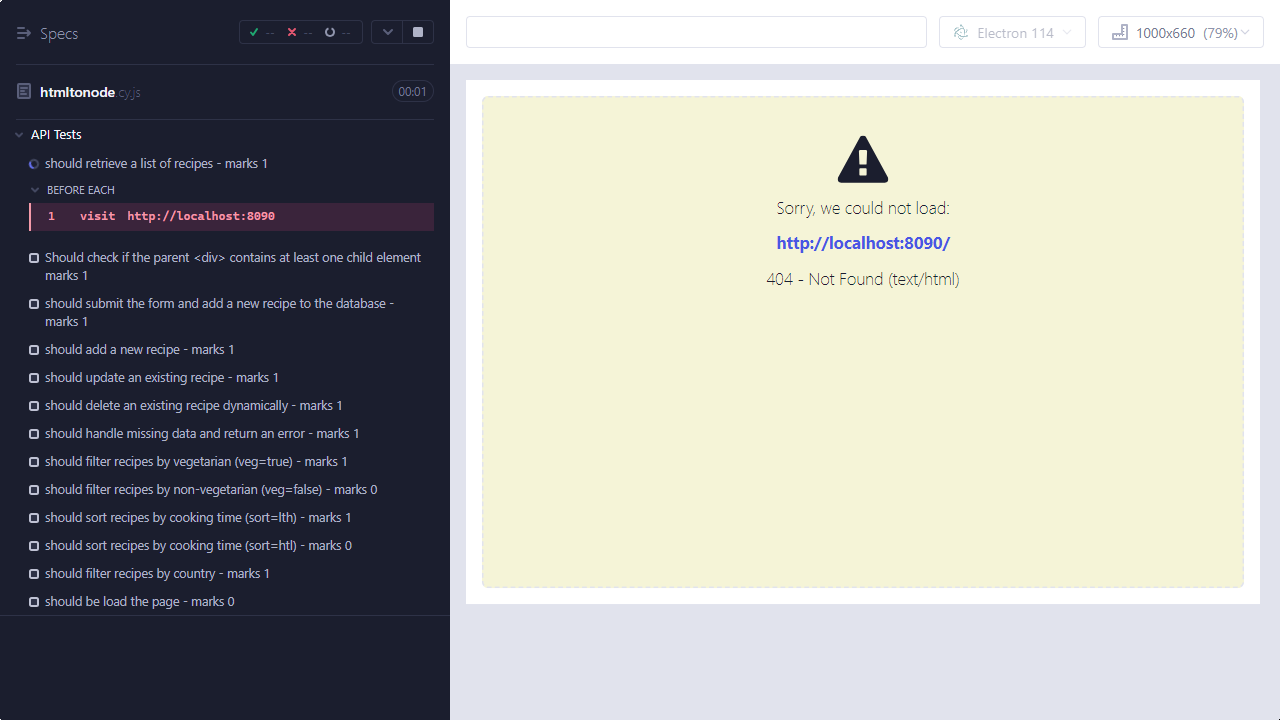 Specs
-- -- --
Electron 114
1000x660 (79%)
htmltonode.cy.js
00:01
API Tests
should retrieve a list of recipes - marks 1
BEFORE EACH
1 visit http://localhost:8090
Should check if the parent <div> contains at least one child element
marks 1
should submit the form and add a new recipe to the database -
marks 1
should add a new recipe - marks 1
should update an existing recipe - marks 1
should delete an existing recipe dynamically - marks 1
should handle missing data and return an error - marks 1
should filter recipes by vegetarian (veg=true) - marks 1
should filter recipes by non-vegetarian (veg=false) - marks 0
should sort recipes by cooking time (sort=lth) - marks 1
should sort recipes by cooking time (sort=htl) - marks 0
should filter recipes by country - marks 1
should be load the page - marks 0
Sorry, we could not load:
http://localhost:8090/
404 - Not Found (text/html)